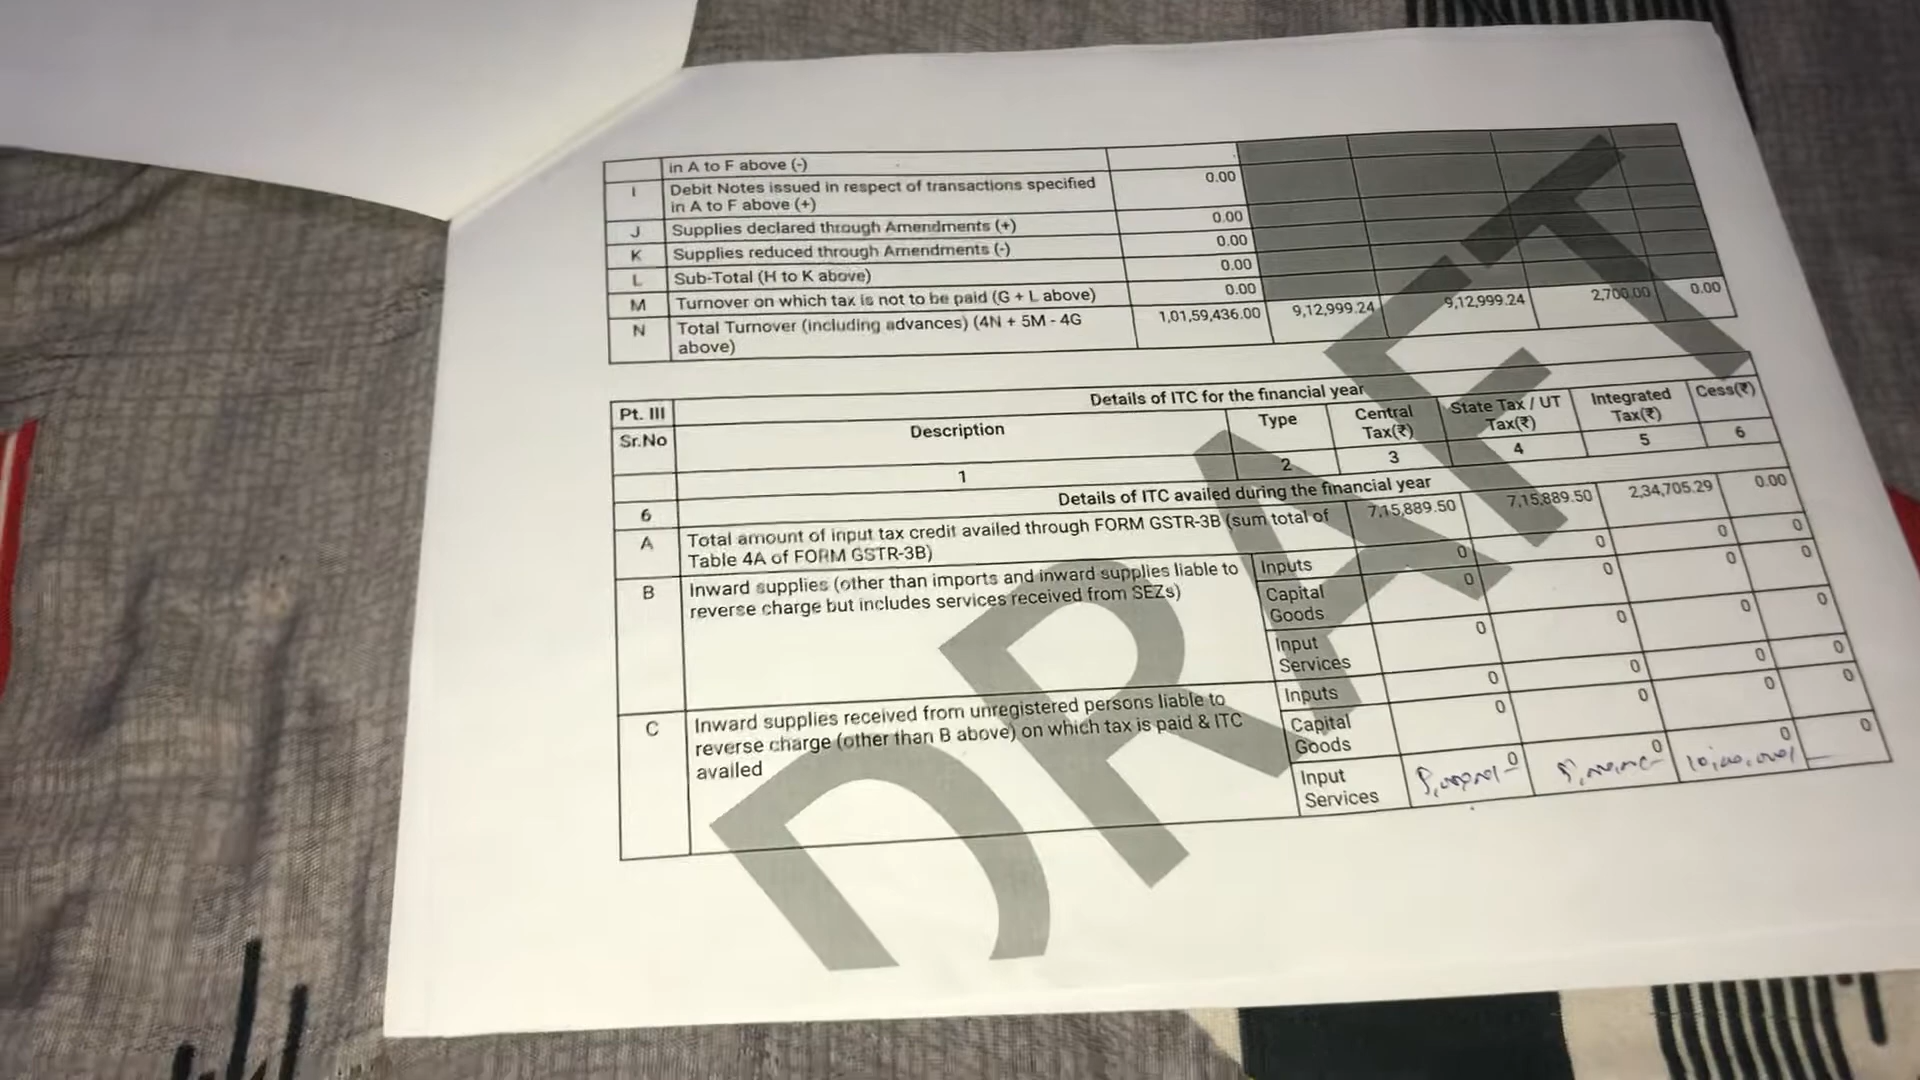 in A to F above (-)
I Debit Notes issued in respect of transactions specified 0.00
in A to F above (+)
J Supplies declared through Amendments (+) 0.00
K Supplies reduced through Amendments (-) 0.00
L Sub-Total (H to K above) 0.00
M Turnover on which tax is not to be paid (G + L above) 0.00
N Total Turnover (including advances) (4N + 5M - 4G 1,01,59,436.00 9,12,999.24 9,12,999.24 2,700.00 0.00
above)
Pt. III Details of ITC for the financial year
Sr.No Description Type Central State Tax / UT Integrated Cess(₹)
Tax(₹) Tax(₹) Tax(₹)
1 2 3 4 5 6
6 Details of ITC availed during the financial year
A Total amount of input tax credit availed through FORM GSTR-3B (sum total of 7,15,889.50 7,15,889.50 2,34,705.29 0.00
Table 4A of FORM GSTR-3B)
B Inward supplies (other than imports and inward supplies liable to Inputs 0 0 0 0
reverse charge but includes services received from SEZs) Capital 0 0 0 0
Goods
Input 0 0 0 0
Services
C Inward supplies received from unregistered persons liable to Inputs 0 0 0 0
reverse charge (other than B above) on which tax is paid & ITC Capital 0 0 0 0
availed Goods
Input 0 0 0 0
Services
DRAFT